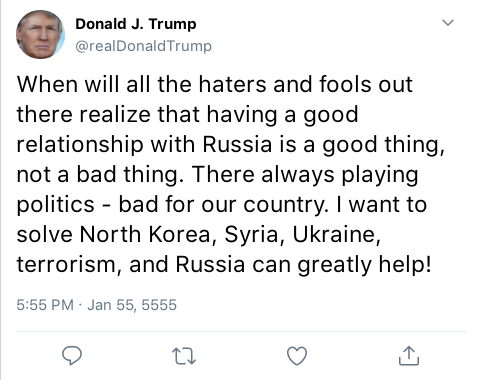 Donald J. Trump
@realDonaldTrump
When will all the haters and fools out
there realize that having a good
relationship with Russia is a good thing,
not a bad thing. There always playing
politics - bad for our country. I want to
solve North Korea, Syria, Ukraine,
terrorism, and Russia can greatly help!
5:55 PM · Jan 55, 5555